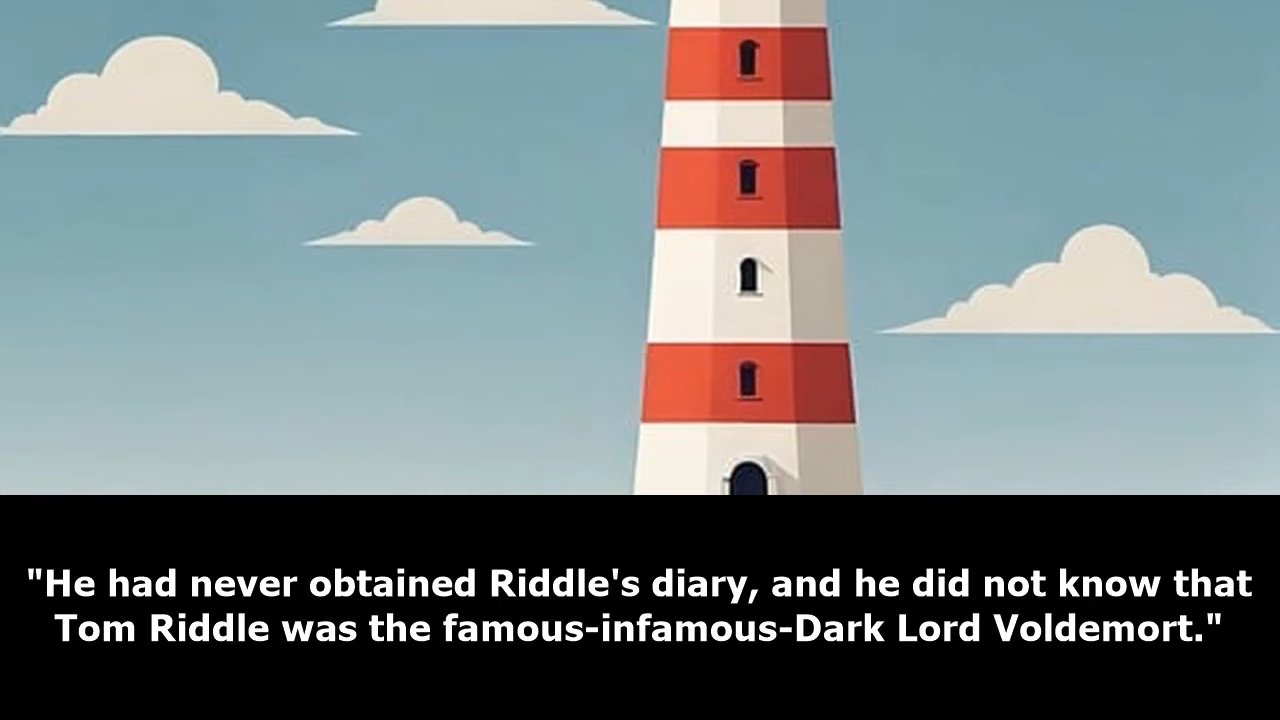 "He had never obtained Riddle's diary, and he did not know that
Tom Riddle was the famous-infamous-Dark Lord Voldemort."